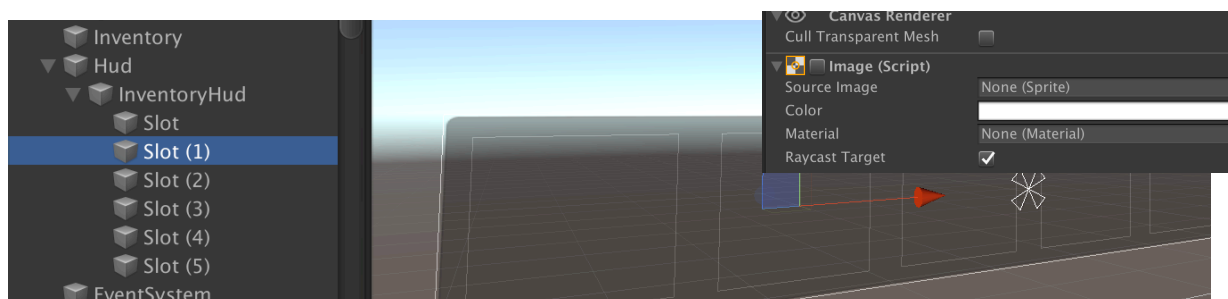 Inventory
Hud
InventoryHud
Slot
Slot (1)
Slot (2)
Slot (3)
Slot (4)
Slot (5)
EventSystem
Canvas Renderer
Cull Transparent Mesh
Image (Script)
Source Image None (Sprite)
Color
Material None (Material)
Raycast Target